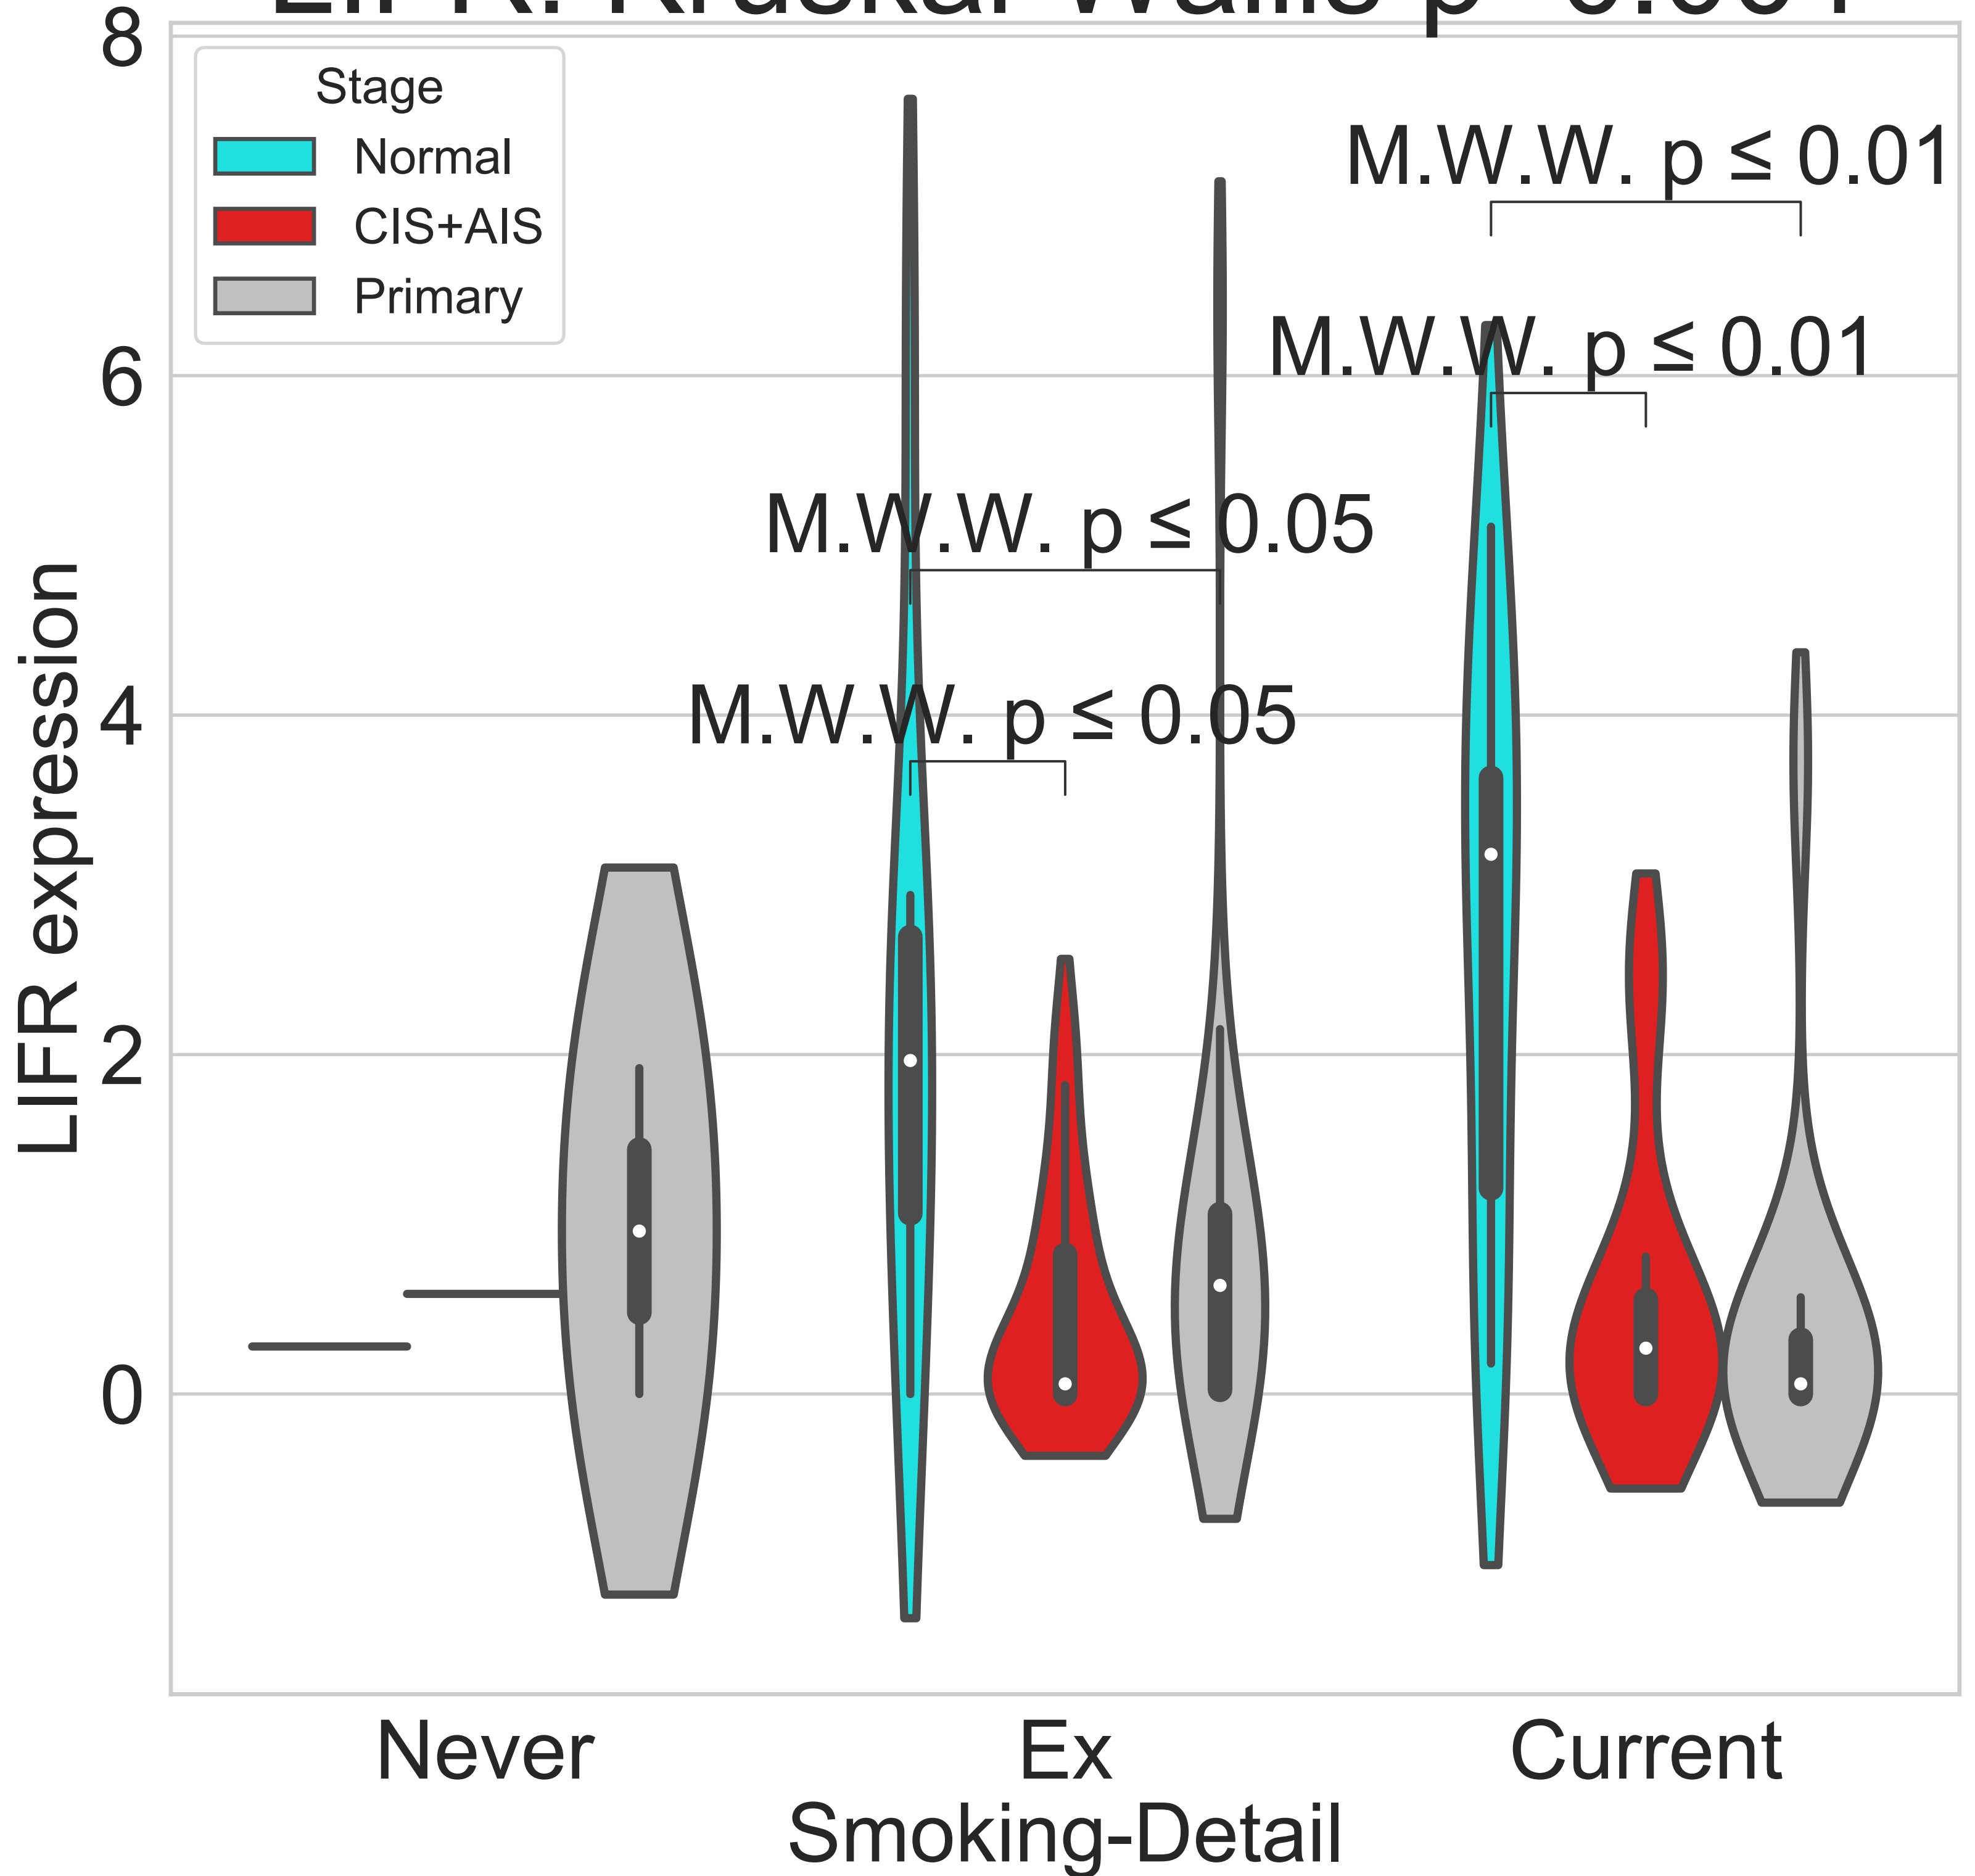 8
Stage
Normal
CIS+AIS
Primary
M.W.W. p ≤ 0.01
M.W.W. p ≤ 0.01
6
M.W.W. p ≤ 0.05
M.W.W. p ≤ 0.05
4
2
0
LIFR expression
Never
Ex
Current
Smoking-Detail